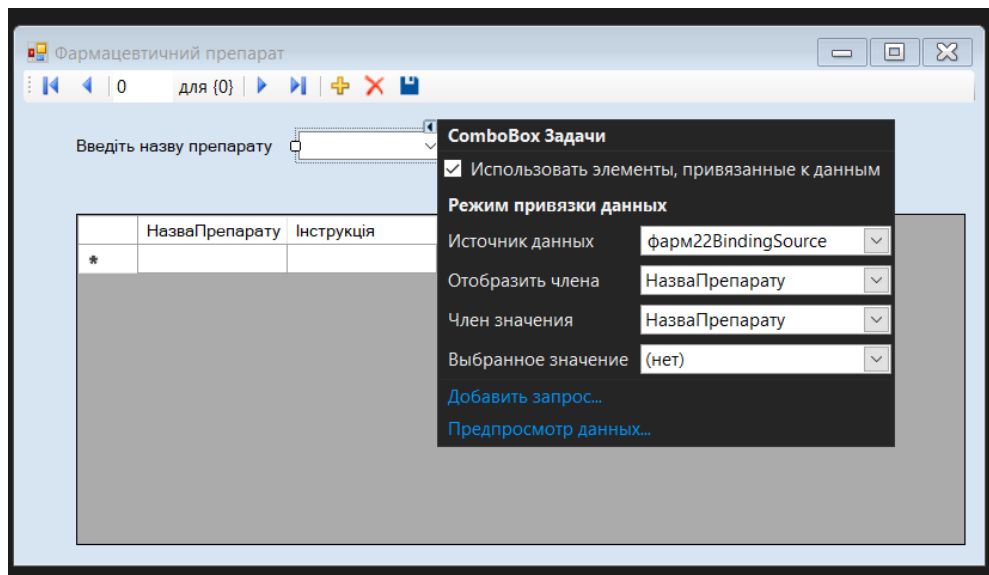 Фармацевтичний препарат
0 для {0}
Введіть назву препарату
НазваПрепарату Інструкція
*
ComboBox Задачи
Использовать элементы, привязанные к данным
Режим привязки данных
Источник данных фарм22BindingSource
Отобразить члена НазваПрепарату
Член значения НазваПрепарату
Выбранное значение (нет)
Добавить запрос...
Предпросмотр данных...